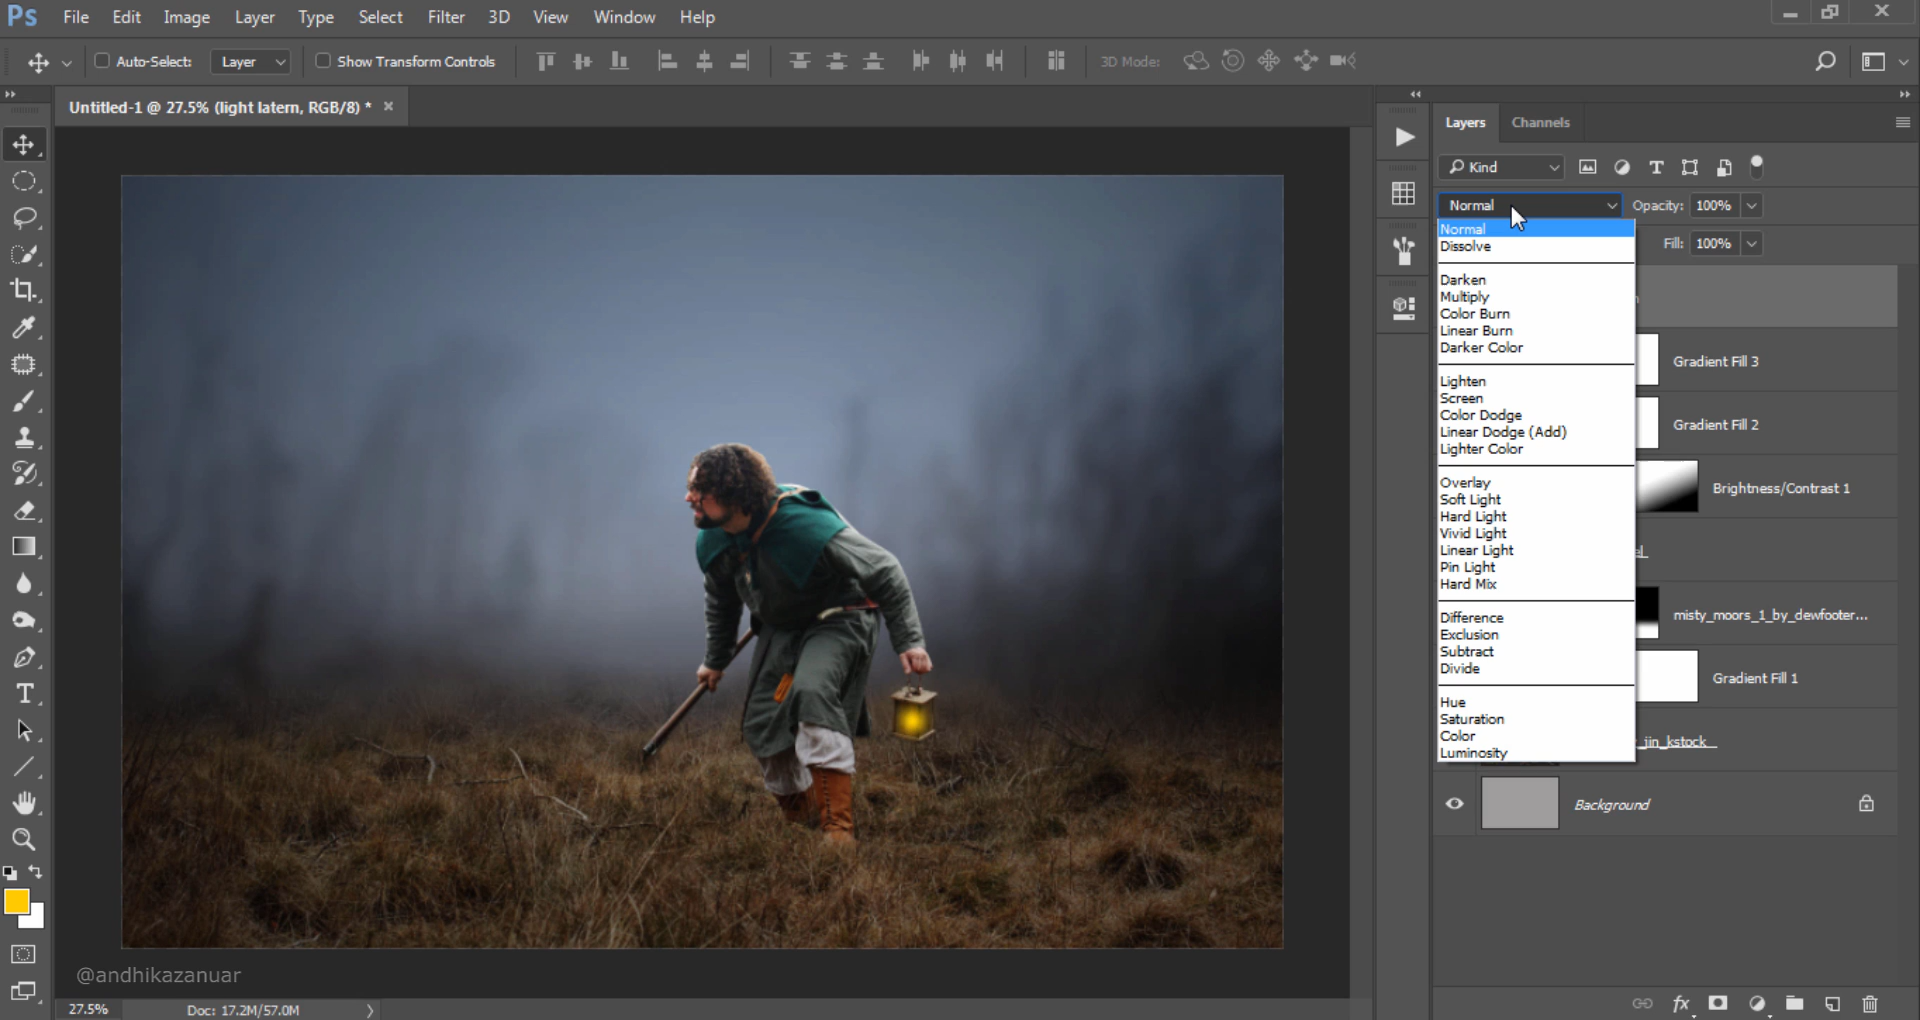 Ps File Edit Image Layer Type Select Filter 3D View Window Help
Auto-Select: Layer Show Transform Controls 3D Mode:
Untitled-1 @ 27.5% (light latern, RGB/8) *
Layers Channels
Kind
Normal Opacity: 100%
Fill: 100%
Normal
Dissolve
Darken
Multiply
Color Burn
Linear Burn
Darker Color
Lighten
Screen
Color Dodge
Linear Dodge (Add)
Lighter Color
Overlay
Soft Light
Hard Light
Vivid Light
Linear Light
Pin Light
Hard Mix
Difference
Exclusion
Subtract
Divide
Hue
Saturation
Color
Luminosity
Gradient Fill 3
Gradient Fill 2
Brightness/Contrast 1
misty_moors_1_by_dewfooter...
Gradient Fill 1
_jin_kstock
Background
@andhikazanuar
27.5% Doc: 17.2M/57.0M
fx